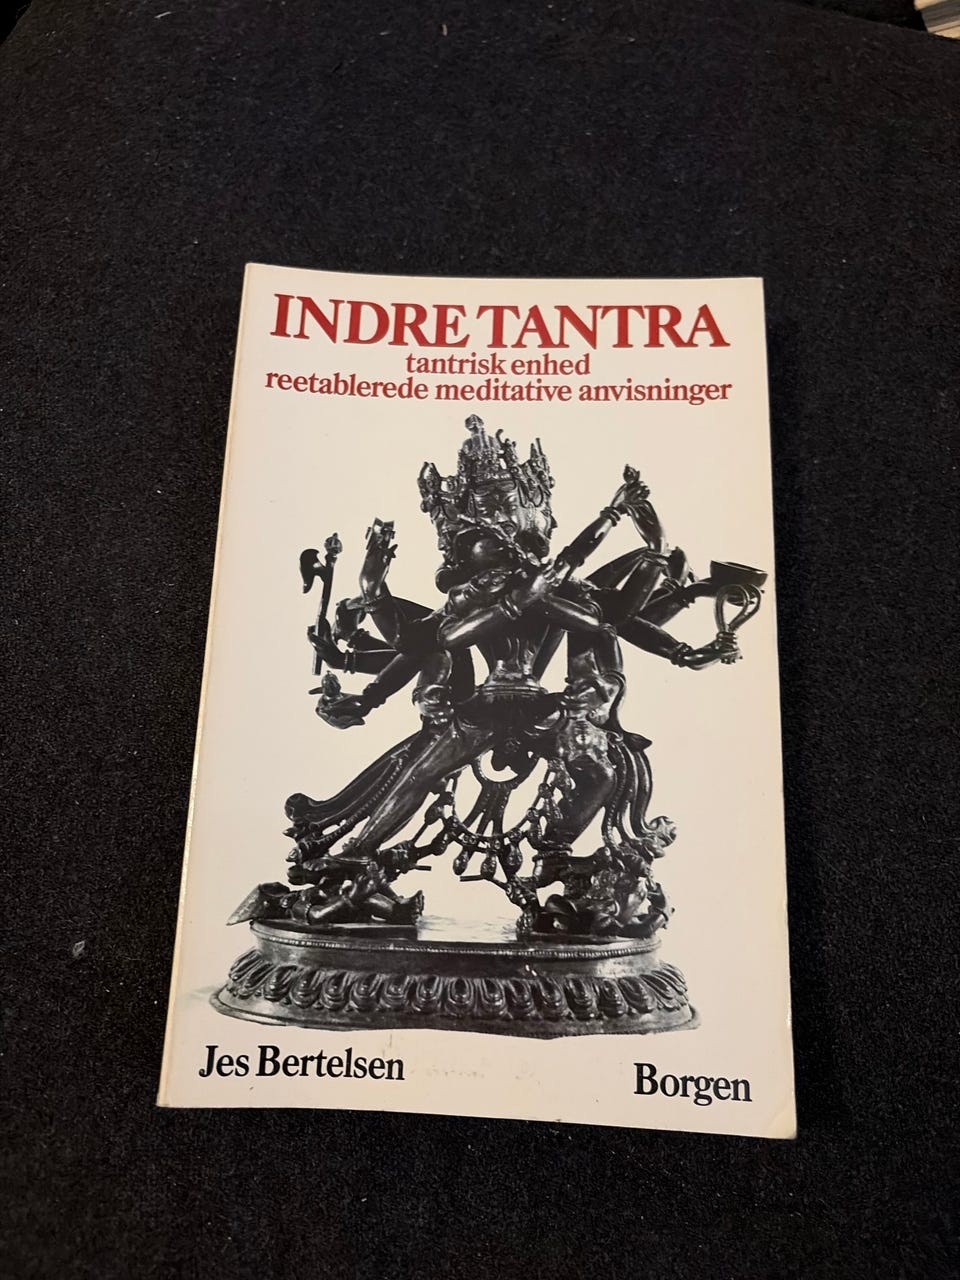 INDRE TANTRA
tantrisk enhed
reetablerede meditative anvisninger
Jes Bertelsen
Borgen